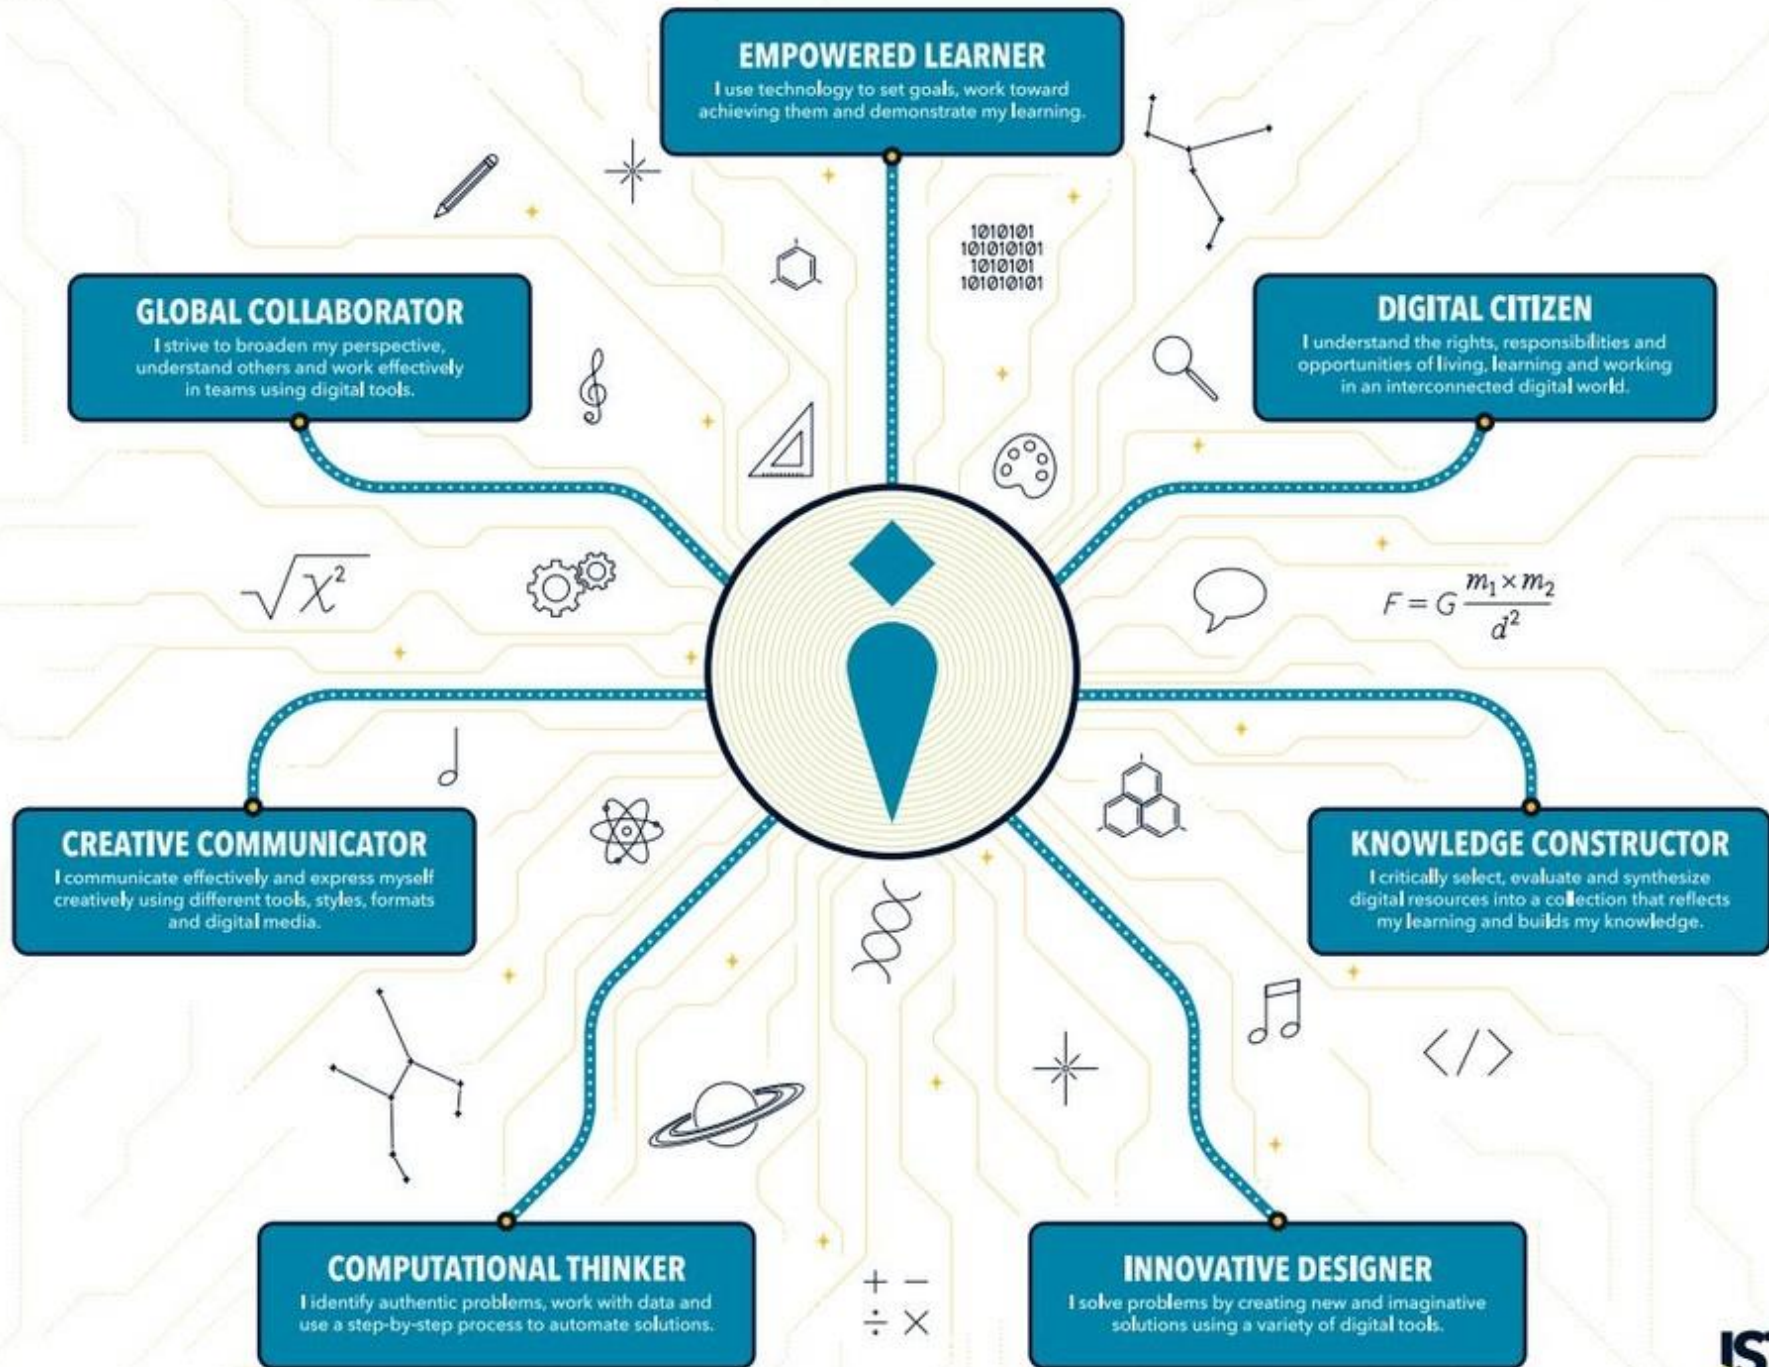 EMPOWERED LEARNER
I use technology to set goals, work toward
achieving them and demonstrate my learning.
1010101
101010101
1010101
101010101
GLOBAL COLLABORATOR
I strive to broaden my perspective,
understand others and work effectively
in teams using digital tools.
DIGITAL CITIZEN
I understand the rights, responsibilities and
opportunities of living, learning and working
in an interconnected digital world.
√χ²
F = G m₁ × m₂ / d²
CREATIVE COMMUNICATOR
I communicate effectively and express myself
creatively using different tools, styles, formats
and digital media.
KNOWLEDGE CONSTRUCTOR
I critically select, evaluate and synthesize
digital resources into a collection that reflects
my learning and builds my knowledge.
</>
COMPUTATIONAL THINKER
I identify authentic problems, work with data and
use a step-by-step process to automate solutions.
+ −
÷ ×
INNOVATIVE DESIGNER
I solve problems by creating new and imaginative
solutions using a variety of digital tools.